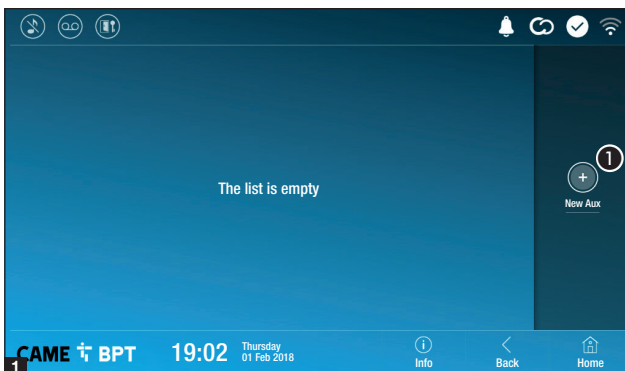 The list is empty
1
+
New Aux
CAME BPT
19:02
Thursday
01 Feb 2018
Info
Back
Home
1